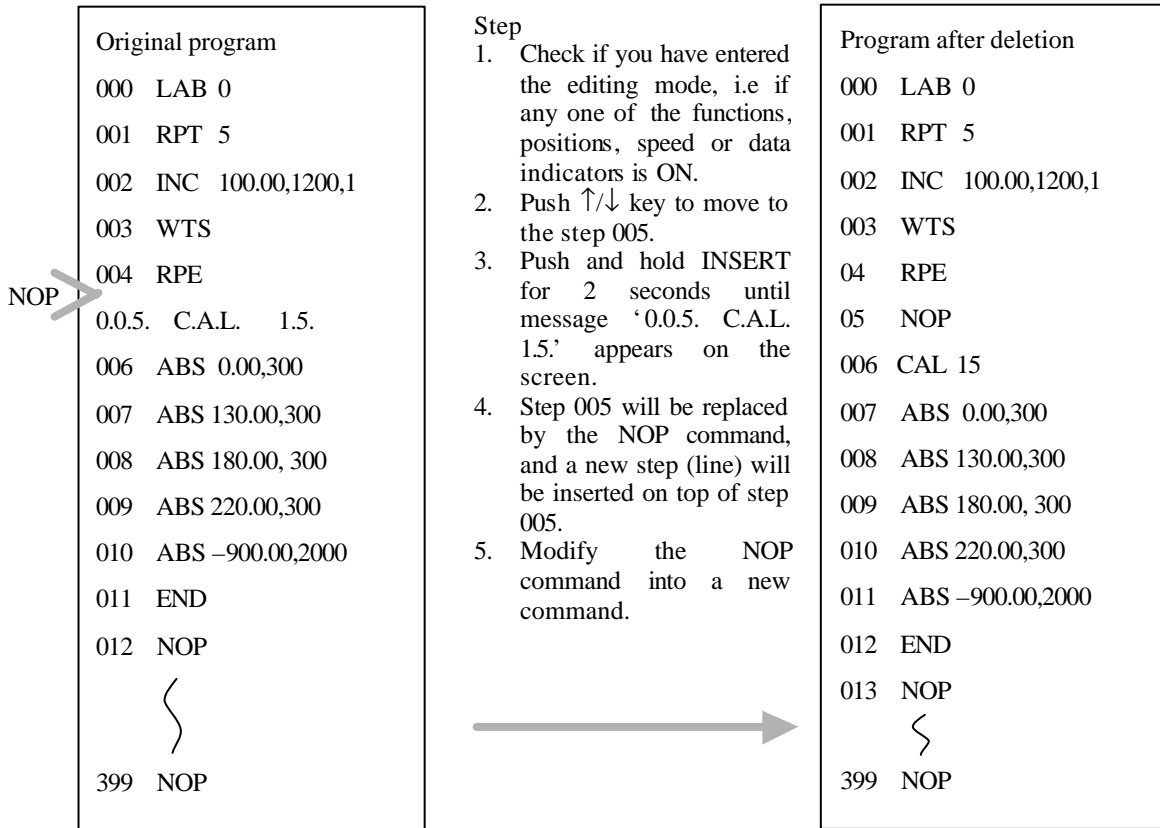 Original program
000 LAB 0
001 RPT 5
002 INC 100.00,1200,1
003 WTS
004 RPE
NOP
0.0.5. C.A.L. 1.5.
006 ABS 0.00,300
007 ABS 130.00,300
008 ABS 180.00, 300
009 ABS 220.00,300
010 ABS –900.00,2000
011 END
012 NOP
399 NOP
Step
1. Check if you have entered
the editing mode, i.e if
any one of the functions,
positions, speed or data
indicators is ON.
2. Push ↑/↓ key to move to
the step 005.
3. Push and hold INSERT
for 2 seconds until
message ‘0.0.5. C.A.L.
1.5.’ appears on the
screen.
4. Step 005 will be replaced
by the NOP command,
and a new step (line) will
be inserted on top of step
005.
5. Modify the NOP
command into a new
command.
Program after deletion
000 LAB 0
001 RPT 5
002 INC 100.00,1200,1
003 WTS
04 RPE
05 NOP
006 CAL 15
007 ABS 0.00,300
008 ABS 130.00,300
009 ABS 180.00, 300
010 ABS 220.00,300
011 ABS –900.00,2000
012 END
013 NOP
399 NOP